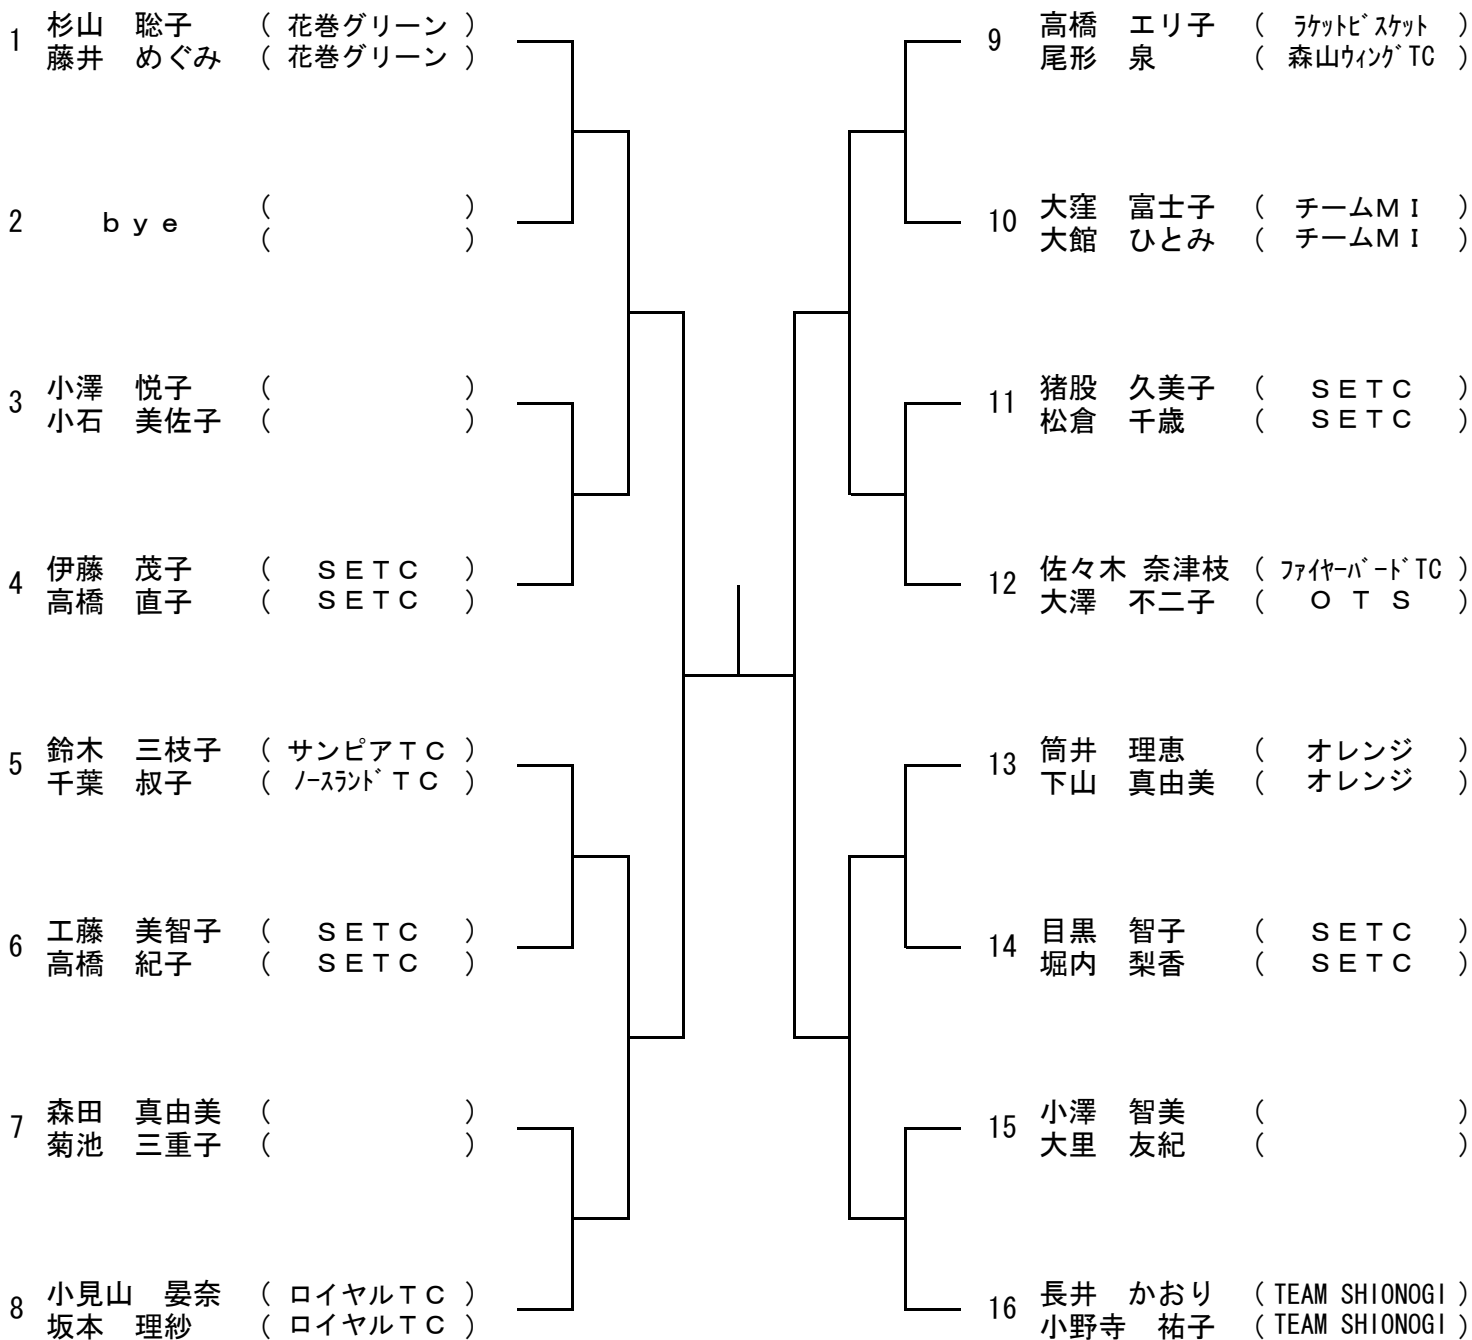 1 杉山 聡子 ( 花巻グリーン )
藤井 めぐみ ( 花巻グリーン )
2 ｂｙｅ ( )
( )
3 小澤 悦子 ( )
小石 美佐子 ( )
4 伊藤 茂子 ( ＳＥＴＣ )
高橋 直子 ( ＳＥＴＣ )
5 鈴木 三枝子 ( サンピアＴＣ )
千葉 叔子 ( ﾉｰｽﾗﾝﾄﾞＴＣ )
6 工藤 美智子 ( ＳＥＴＣ )
高橋 紀子 ( ＳＥＴＣ )
7 森田 真由美 ( )
菊池 三重子 ( )
8 小見山 晏奈 ( ロイヤルＴＣ )
坂本 理紗 ( ロイヤルＴＣ )
9 高橋 エリ子 ( ﾗｹｯﾄﾋﾞｽｹｯﾄ )
尾形 泉 ( 森山ｳｨﾝｸﾞTC )
10 大窪 富士子 ( チームＭＩ )
大館 ひとみ ( チームＭＩ )
11 猪股 久美子 ( ＳＥＴＣ )
松倉 千歳 ( ＳＥＴＣ )
12 佐々木 奈津枝 ( ﾌｧｲﾔｰﾊﾞｰﾄﾞTC )
大澤 不二子 ( Ｏ Ｔ Ｓ )
13 筒井 理恵 ( オレンジ )
下山 真由美 ( オレンジ )
14 目黒 智子 ( ＳＥＴＣ )
堀内 梨香 ( ＳＥＴＣ )
15 小澤 智美 ( )
大里 友紀 ( )
16 長井 かおり ( TEAM SHIONOGI )
小野寺 祐子 ( TEAM SHIONOGI )